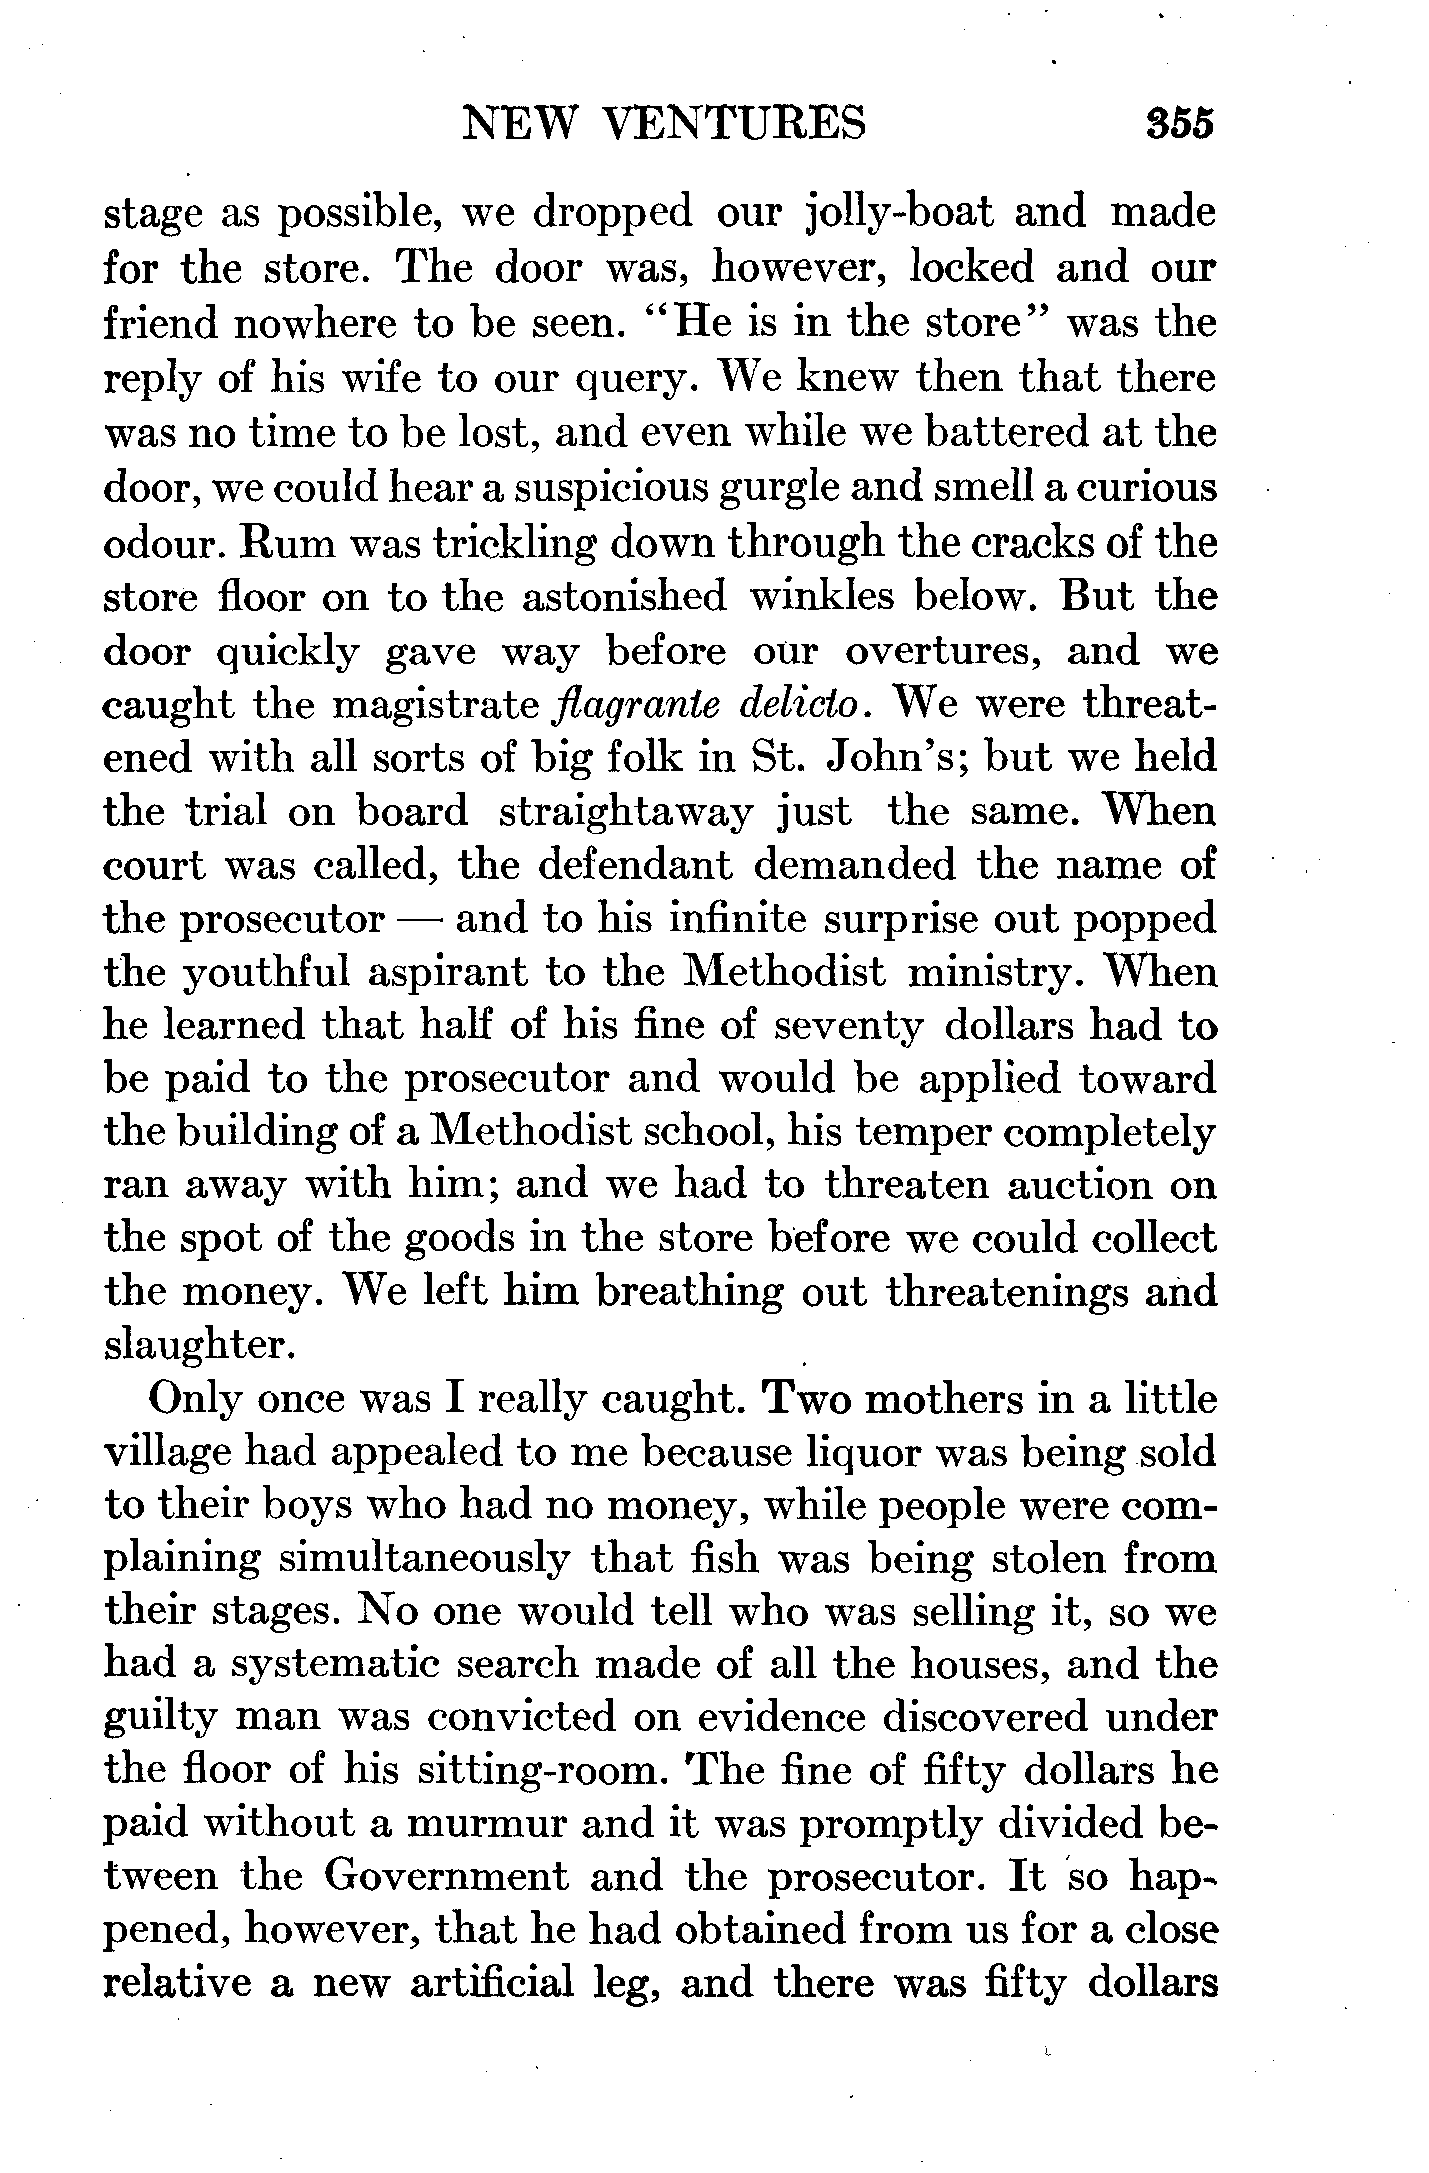 NEW VENTURES 355
stage as possible, we dropped our jolly-boat and made
for the store. The door was, however, locked and our
friend nowhere to be seen. “He is in the store” was the
reply of his wife to our query. We knew then that there
was no time to be lost, and even while we battered at the
door, we could hear a suspicious gurgle and smell a curious
odour. Rum was trickling down through the cracks of the
store floor on to the astonished winkles below. But the
door quickly gave way before our overtures, and we
caught the magistrate flagrante delicto. We were threat-
ened with all sorts of big folk in St. John’s; but we held
the trial on board straightaway just the same. When
court was called, the defendant demanded the name of
the prosecutor — and to his infinite surprise out popped
the youthful aspirant to the Methodist ministry. When
he learned that half of his fine of seventy dollars had to
be paid to the prosecutor and would be applied toward
the building of a Methodist school, his temper completely
ran away with him; and we had to threaten auction on
the spot of the goods in the store before we could collect
the money. We left him breathing out threatenings and
slaughter.
Only once was I really caught. Two mothers in a little
village had appealed to me because liquor was being sold
to their boys who had no money, while people were com-
plaining simultaneously that fish was being stolen from
their stages. No one would tell who was selling it, so we
had a systematic search made of all the houses, and the
guilty man was convicted on evidence discovered under
the floor of his sitting-room. The fine of fifty dollars he
paid without a murmur and it was promptly divided be-
tween the Government and the prosecutor. It so hap-
pened, however, that he had obtained from us for a close
relative a new artificial leg, and there was fifty dollars